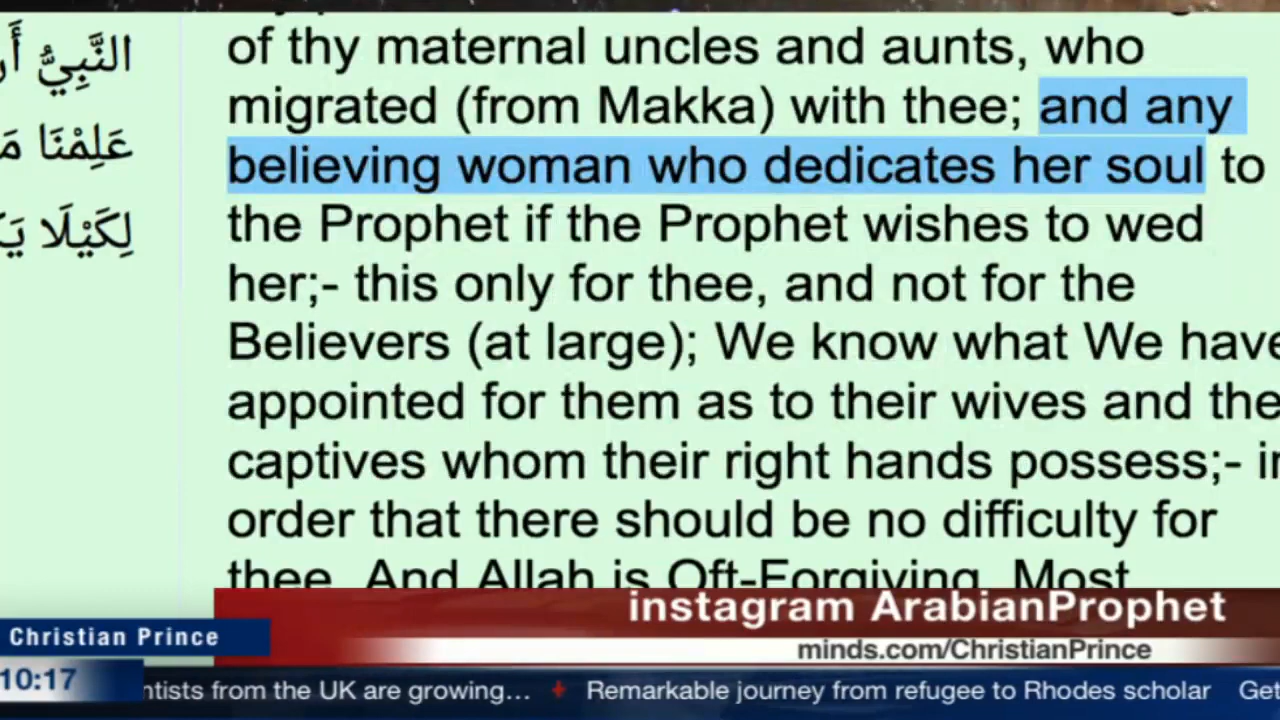 النَّبِيُّ
عَلِمْنَا
لِكَيْلَا
of thy maternal uncles and aunts, who
migrated (from Makka) with thee; and any
believing woman who dedicates her soul to
the Prophet if the Prophet wishes to wed
her;- this only for thee, and not for the
Believers (at large); We know what We have
appointed for them as to their wives and the
captives whom their right hands possess;- in
order that there should be no difficulty for
thee. And Allah is Oft-Forgiving, Most
instagram ArabianProphet
Christian Prince
minds.com/ChristianPrince
10:17
ntists from the UK are growing... Remarkable journey from refugee to Rhodes scholar Get